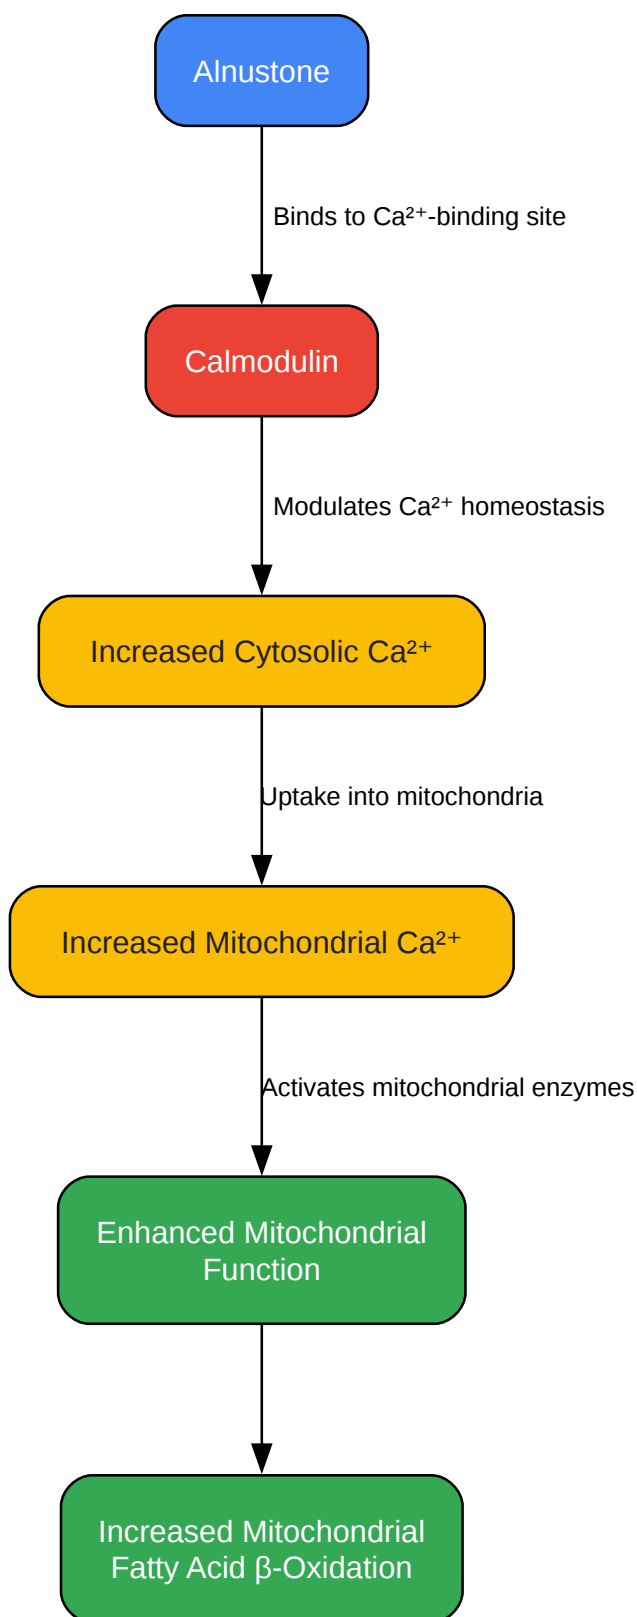 Alnustone
Binds to Ca²⁺-binding site
Calmodulin
Modulates Ca²⁺ homeostasis
Increased Cytosolic Ca²⁺
Uptake into mitochondria
Increased Mitochondrial Ca²⁺
Activates mitochondrial enzymes
Enhanced Mitochondrial
Function
Increased Mitochondrial
Fatty Acid β-Oxidation